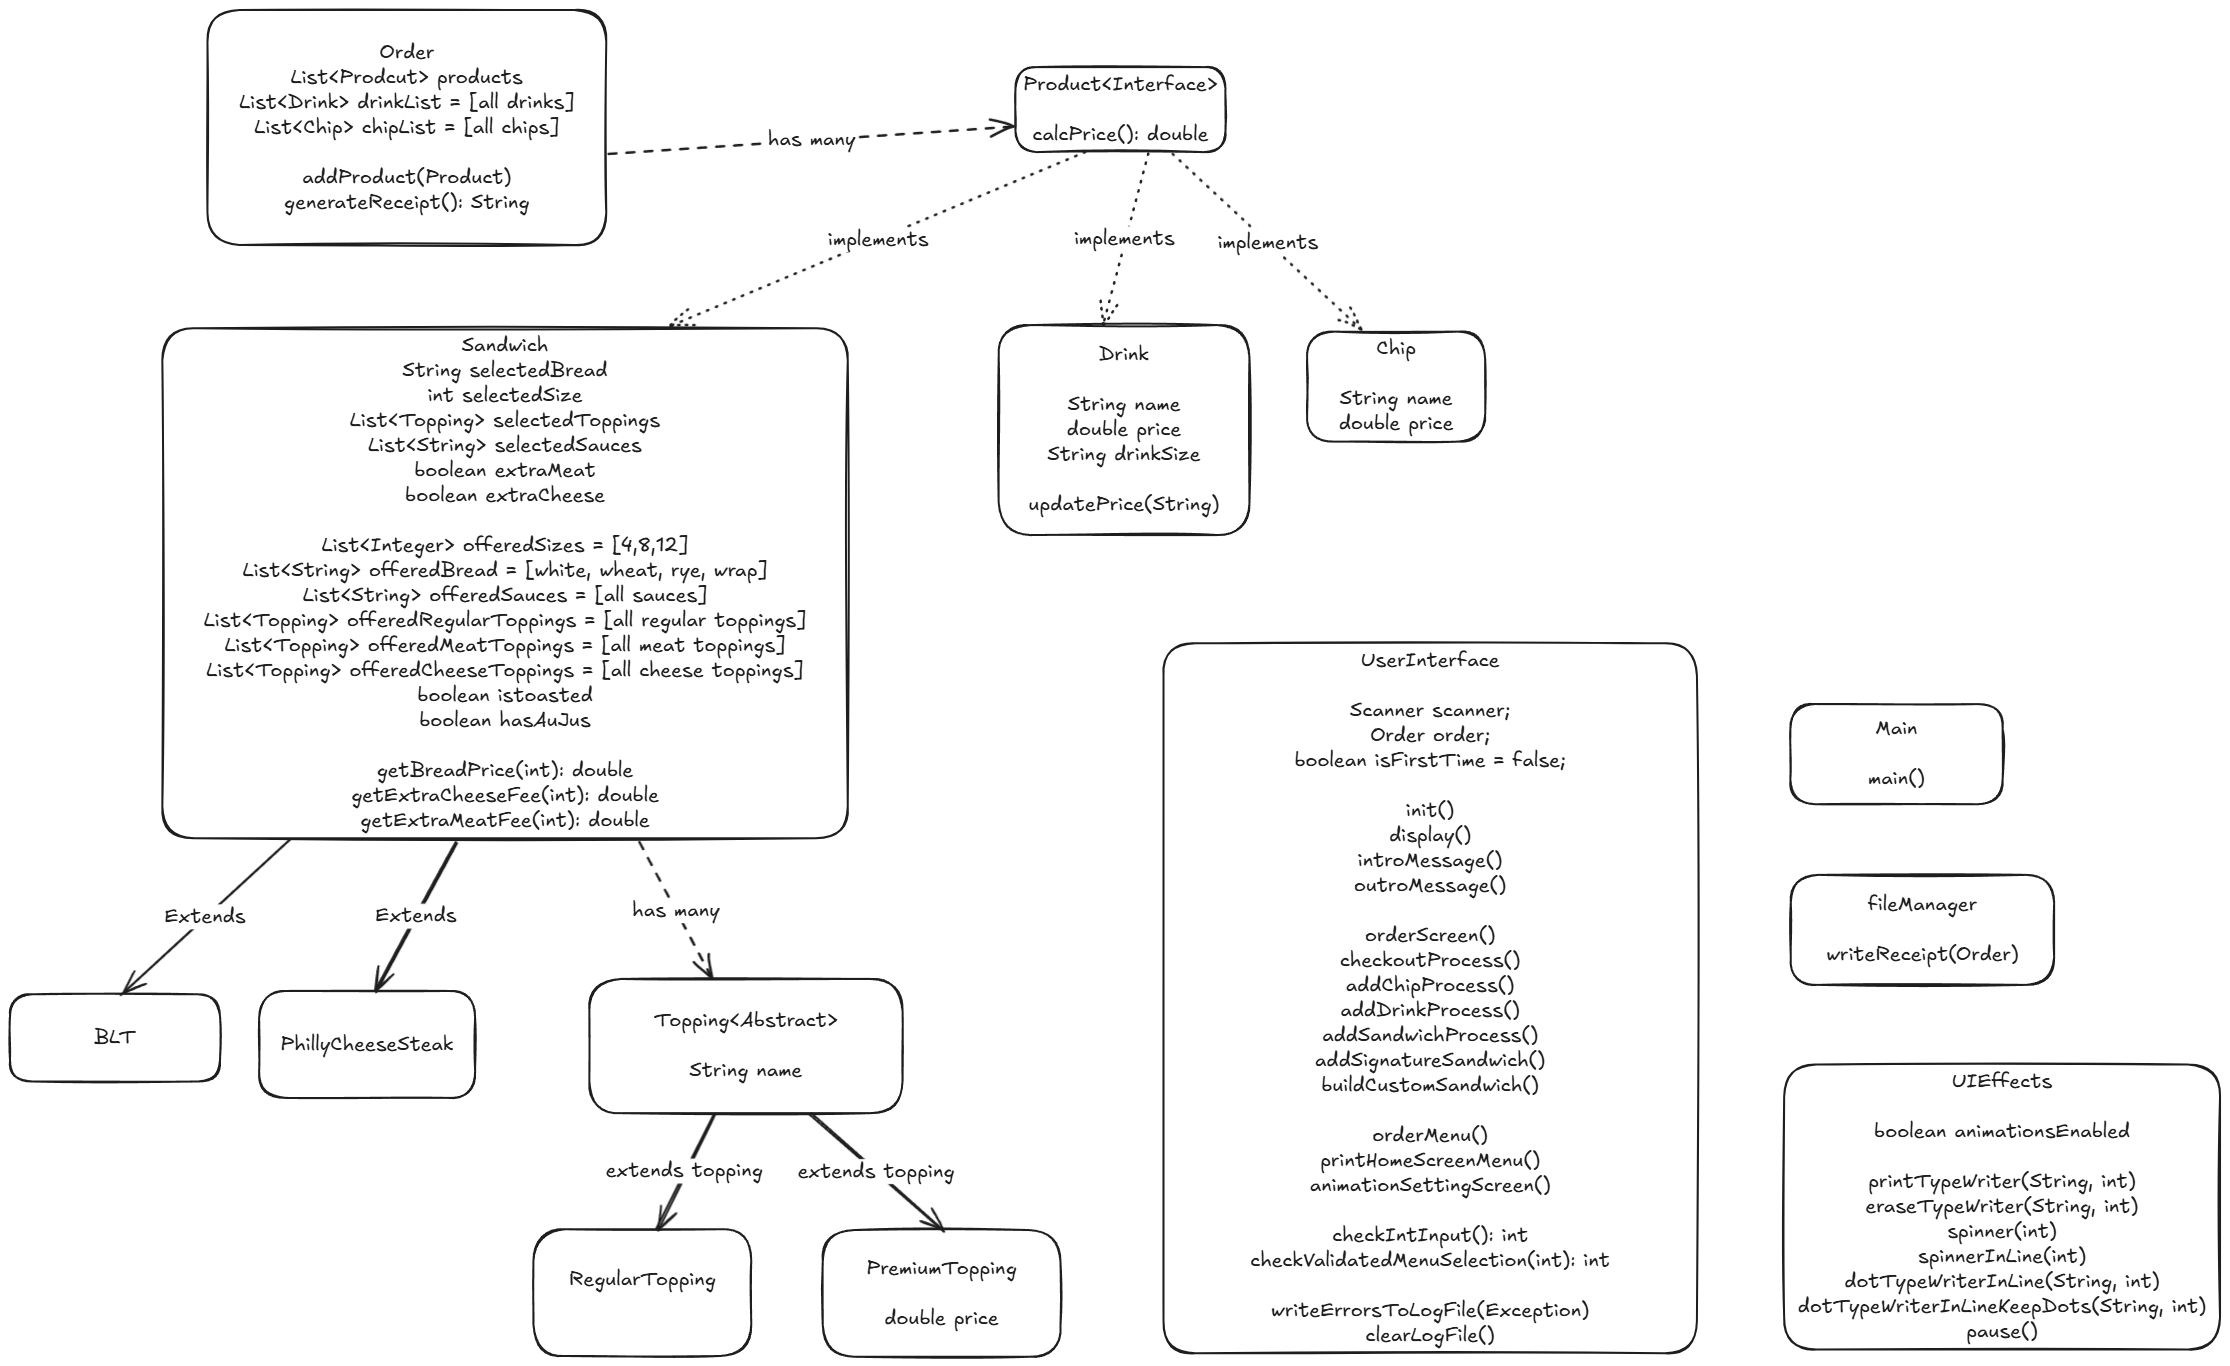 Order
List<Prodcut> products
List<Drink> drinkList = [all drinks]
List<Chip> chipList = [all chips]
addProduct(Product)
generateReceipt(): String
has many
Product<Interface>
calcPrice(): double
implements
implements
implements
Sandwich
String selectedBread
int selectedSize
List<Topping> selectedToppings
List<String> selectedSauces
boolean extraMeat
boolean extraCheese
List<Integer> offeredSizes = [4,8,12]
List<String> offeredBread = [white, wheat, rye, wrap]
List<String> offeredSauces = [all sauces]
List<Topping> offeredRegularToppings = [all regular toppings]
List<Topping> offeredMeatToppings = [all meat toppings]
List<Topping> offeredCheeseToppings = [all cheese toppings]
boolean istoasted
boolean hasAuJus
getBreadPrice(int): double
getExtraCheeseFee(int): double
getExtraMeatFee(int): double
Drink
String name
double price
String drinkSize
updatePrice(String)
Chip
String name
double price
Extends
Extends
has many
BLT
PhillyCheeseSteak
Topping<Abstract>
String name
extends topping
extends topping
RegularTopping
PremiumTopping
double price
UserInterface
Scanner scanner;
Order order;
boolean isFirstTime = false;
init()
display()
introMessage()
outroMessage()
orderScreen()
checkoutProcess()
addChipProcess()
addDrinkProcess()
addSandwichProcess()
addSignatureSandwich()
buildCustomSandwich()
orderMenu()
printHomeScreenMenu()
animationSettingScreen()
checkIntInput(): int
checkValidatedMenuSelection(int): int
writeErrorsToLogFile(Exception)
clearLogFile()
Main
main()
fileManager
writeReceipt(Order)
UIEffects
boolean animationsEnabled
printTypeWriter(String, int)
eraseTypeWriter(String, int)
spinner(int)
spinnerInLine(int)
dotTypeWriterInLine(String, int)
dotTypeWriterInLineKeepDots(String, int)
pause()